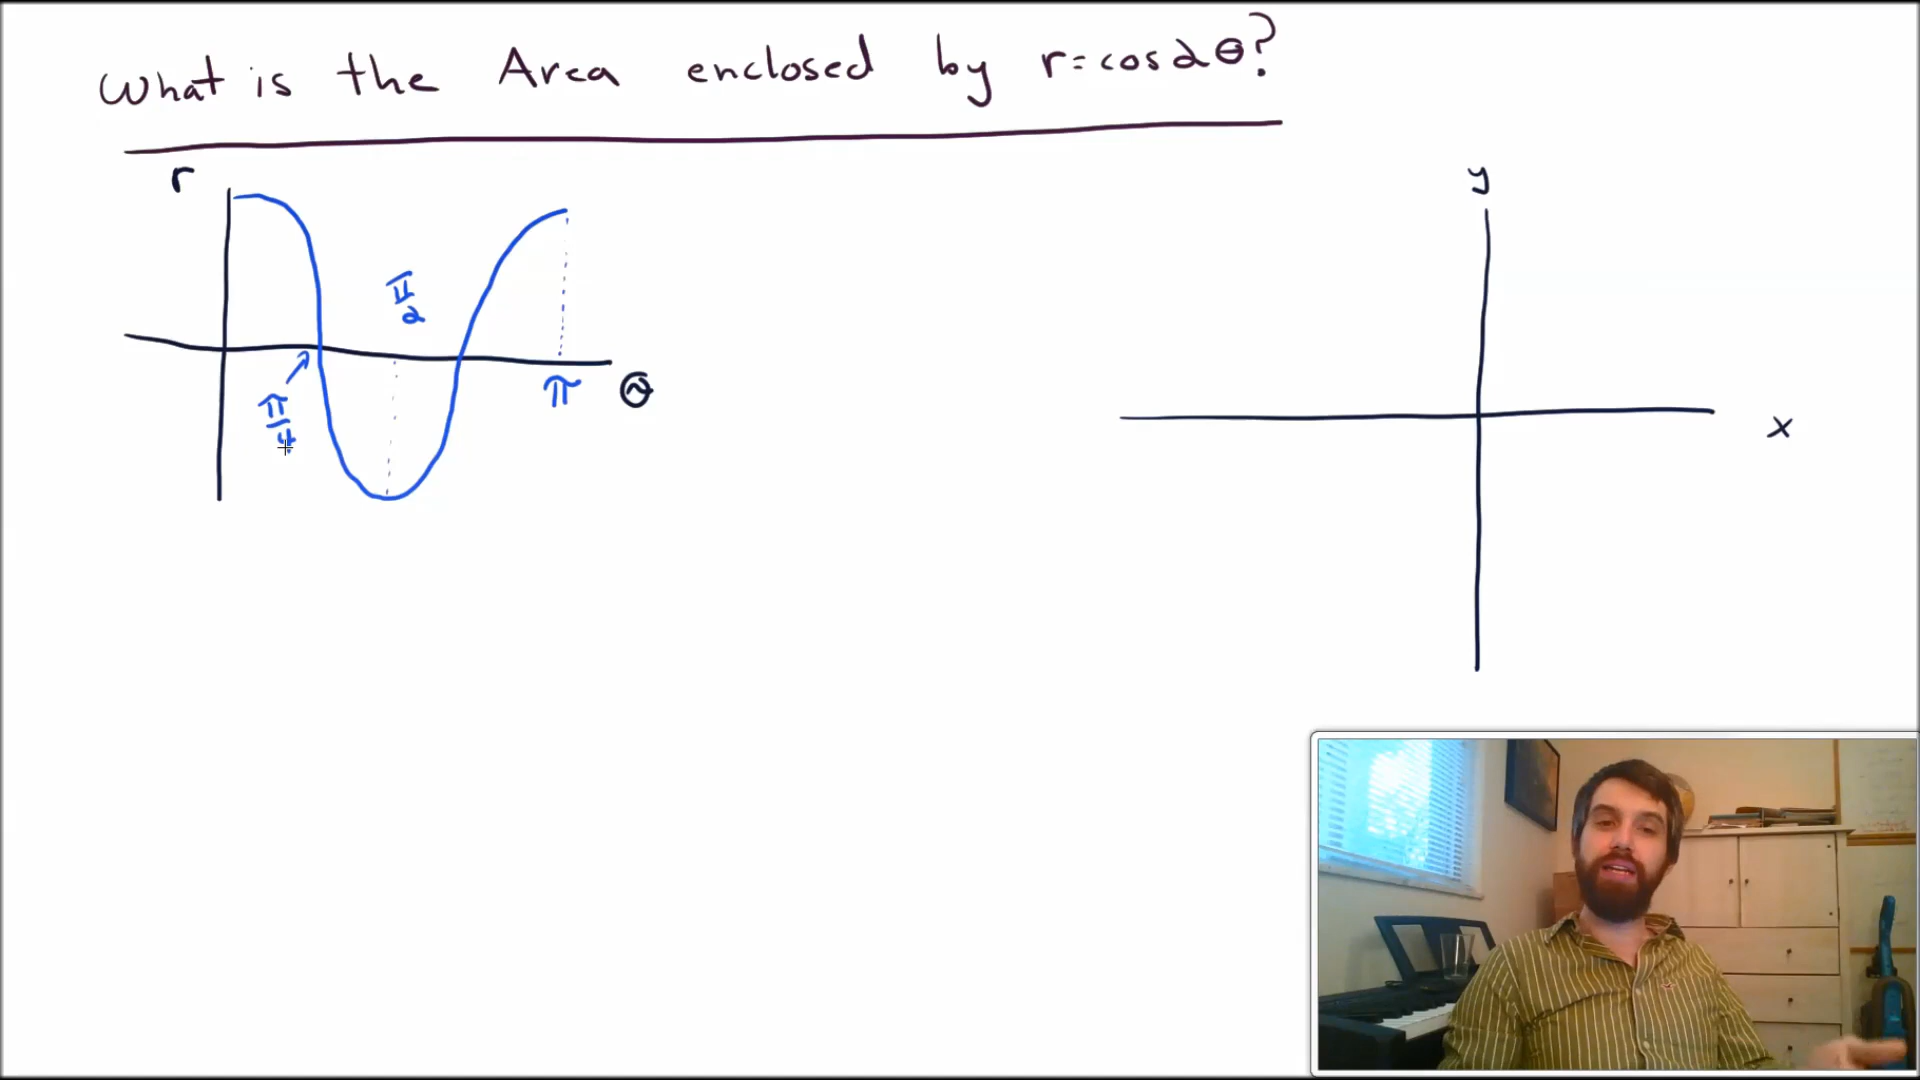 What is the Area enclosed by r=cos2θ?
r
y
π/2
π
θ
π/4
x